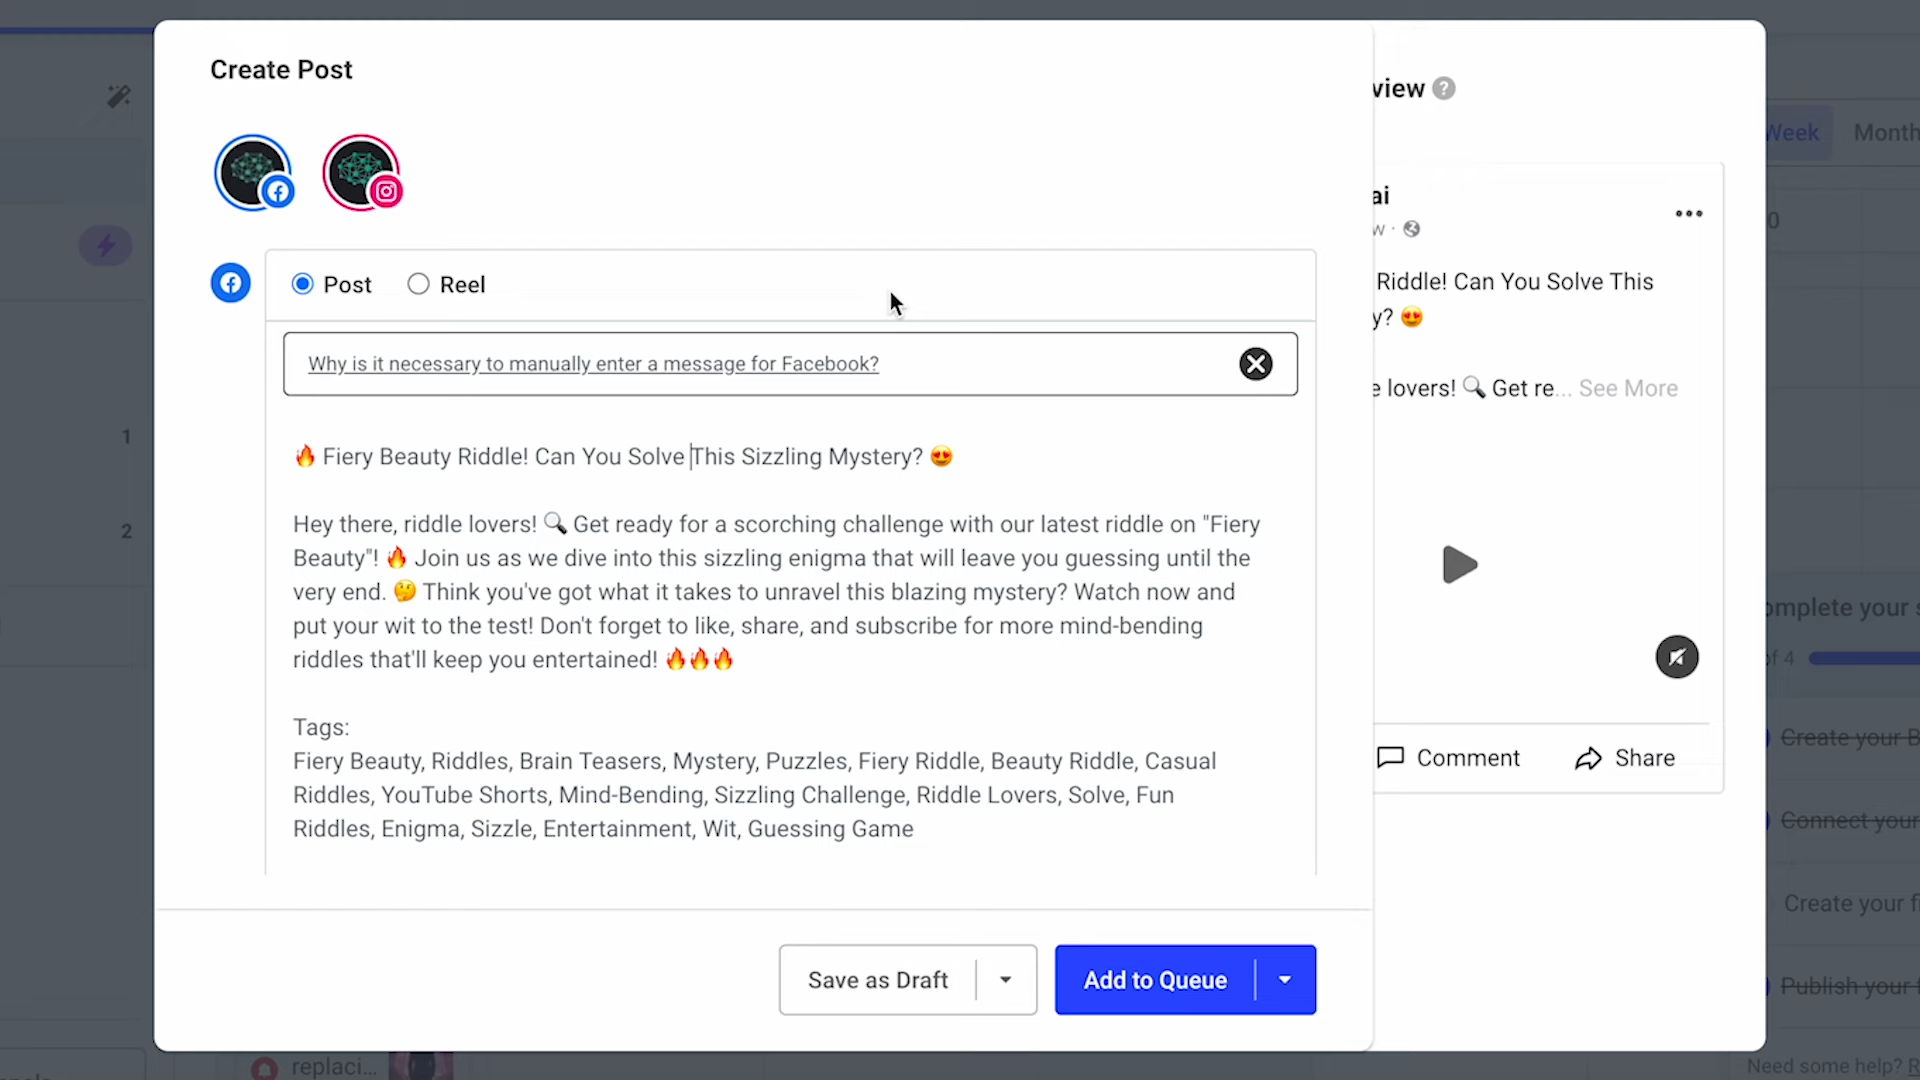 Create Post
view
?
Week
Month
ai
w ·
Post
Reel
Riddle! Can You Solve This
y? 😍
Why is it necessary to manually enter a message for Facebook?
e lovers! 🔍 Get re... See More
1
🔥 Fiery Beauty Riddle! Can You Solve This Sizzling Mystery? 😍
2
Hey there, riddle lovers! 🔍 Get ready for a scorching challenge with our latest riddle on "Fiery
Beauty"! 🔥 Join us as we dive into this sizzling enigma that will leave you guessing until the
very end. 🤔 Think you've got what it takes to unravel this blazing mystery? Watch now and
put your wit to the test! Don't forget to like, share, and subscribe for more mind-bending
riddles that'll keep you entertained! 🔥🔥🔥
omplete your s
of 4
Tags:
Fiery Beauty, Riddles, Brain Teasers, Mystery, Puzzles, Fiery Riddle, Beauty Riddle, Casual
Riddles, YouTube Shorts, Mind-Bending, Sizzling Challenge, Riddle Lovers, Solve, Fun
Riddles, Enigma, Sizzle, Entertainment, Wit, Guessing Game
Comment
Share
Create your B
Connect your
Create your fi
Publish your f
Save as Draft
Add to Queue
replaci...
Need some help? R